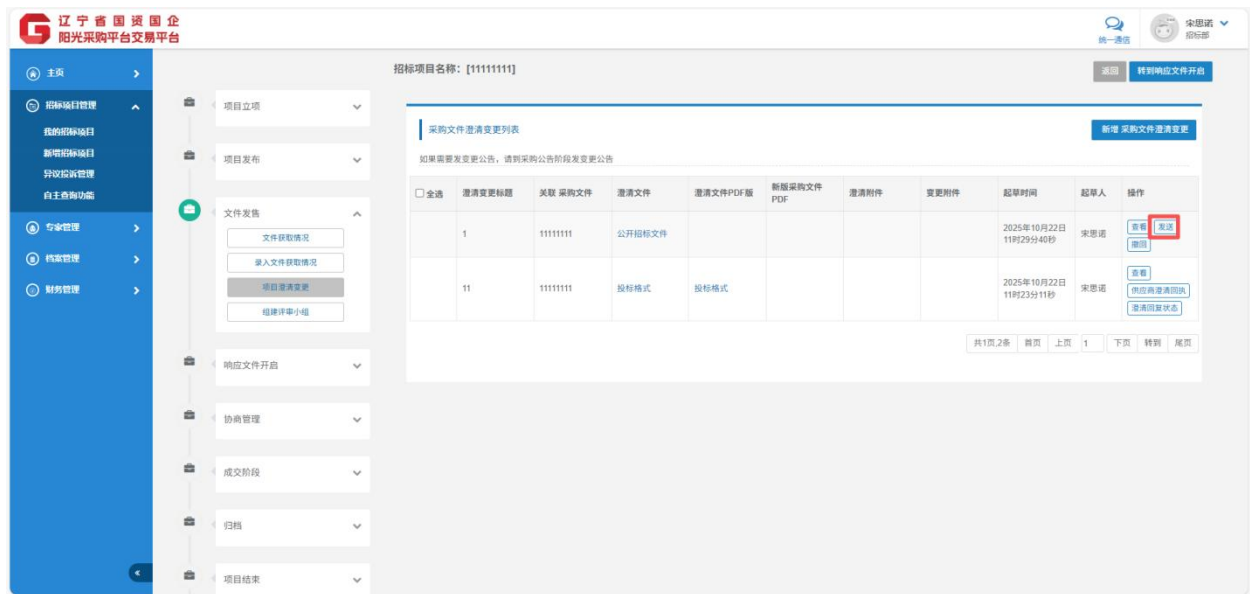 辽宁省国资国企
阳光采购平台交易平台
统一通信
宋思诺
招标部
主页
招标项目管理
我的招标项目
新增招标项目
异议投诉管理
自主查询功能
专家管理
档案管理
财务管理
项目立项
项目发布
文件发售
文件获取情况
录入文件获取情况
项目澄清变更
组建评审小组
响应文件开启
协商管理
成交阶段
归档
项目结束
招标项目名称：[11111111]
返回 转到响应文件开启
采购文件澄清变更列表 新增 采购文件澄清变更
如果需要发变更公告，请到采购公告阶段发变更公告
全选 澄清变更标题 关联 采购文件 澄清文件 澄清文件PDF版 新版采购文件PDF 澄清附件 变更附件 起草时间 起草人 操作
1 11111111 公开招标文件 2025年10月22日11时29分40秒 宋思诺 查看 发送 撤回
11 11111111 投标格式 投标格式 2025年10月22日11时23分11秒 宋思诺 查看 供应商澄清回执 澄清回复状态
共1页,2条 首页 上页 1 下页 转到 尾页